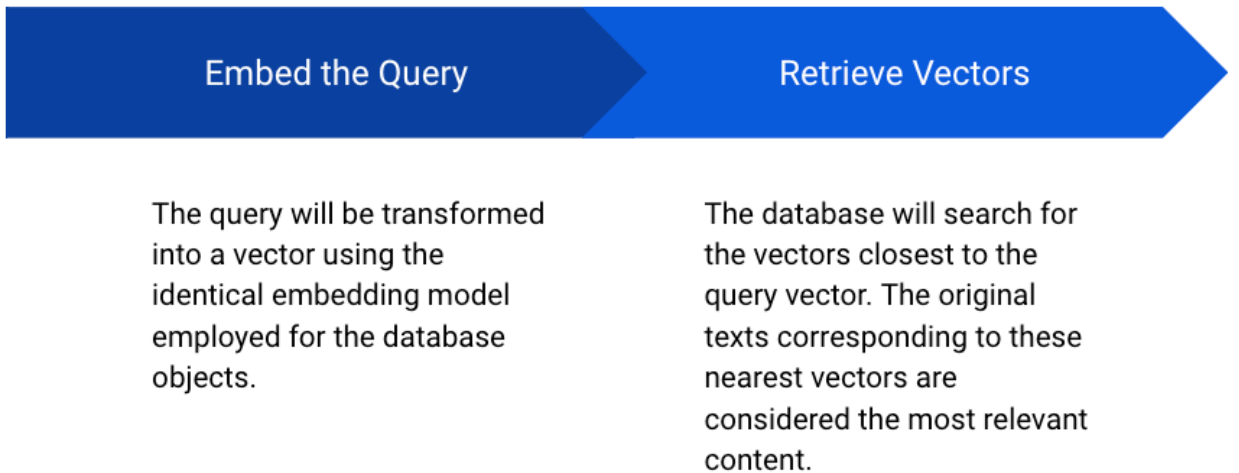 Embed the Query
Retrieve Vectors
The query will be transformed
into a vector using the
identical embedding model
employed for the database
objects.
The database will search for
the vectors closest to the
query vector. The original
texts corresponding to these
nearest vectors are
considered the most relevant
content.